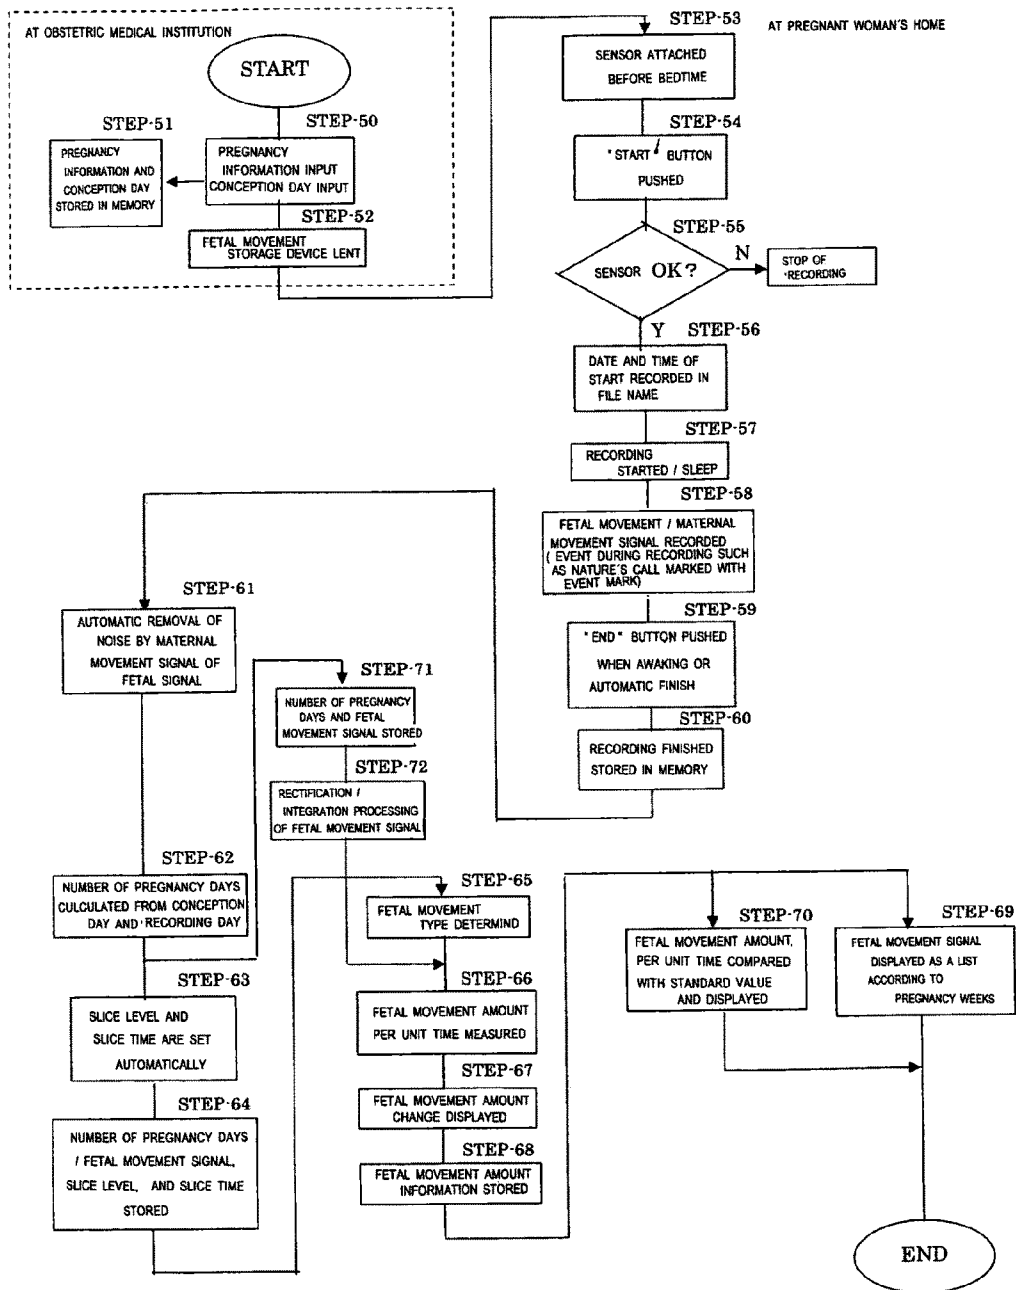 AT OBSTETRIC MEDICAL INSTITUTION
START
STEP-50
STEP-51
PREGNANCY
INFORMATION INPUT
CONCEPTION DAY INPUT
PREGNANCY
INFORMATION AND
CONCEPTION DAY
STORED IN MEMORY
STEP-52
FETAL MOVEMENT
STORAGE DEVICE LENT
AT PREGNANT WOMAN'S HOME
STEP-53
SENSOR ATTACHED
BEFORE BEDTIME
STEP-54
"START" BUTTON
PUSHED
STEP-55
SENSOR OK?
N
STOP OF
RECORDING
Y
STEP-56
DATE AND TIME OF
START RECORDED IN
FILE NAME
STEP-57
RECORDING
STARTED / SLEEP
STEP-58
FETAL MOVEMENT / MATERNAL
MOVEMENT SIGNAL RECORDED
( EVENT DURING RECORDING SUCH
AS NATURE'S CALL MARKED WITH
EVENT MARK)
STEP-59
"END" BUTTON PUSHED
WHEN AWAKING OR
AUTOMATIC FINISH
STEP-60
RECORDING FINISHED
STORED IN MEMORY
STEP-61
AUTOMATIC REMOVAL OF
NOISE BY MATERNAL
MOVEMENT SIGNAL OF
FETAL SIGNAL
STEP-62
NUMBER OF PREGNANCY DAYS
CULCULATED FROM CONCEPTION
DAY AND RECORDING DAY
STEP-63
SLICE LEVEL AND
SLICE TIME ARE SET
AUTOMATICALLY
STEP-64
NUMBER OF PREGNANCY DAYS
/ FETAL MOVEMENT SIGNAL,
SLICE LEVEL, AND SLICE TIME
STORED
STEP-71
NUMBER OF PREGNANCY
DAYS AND FETAL
MOVEMENT SIGNAL STORED
STEP-72
RECTIFICATION /
INTEGRATION PROCESSING
OF FETAL MOVEMENT SIGNAL
STEP-65
FETAL MOVEMENT
TYPE DETERMIND
STEP-66
FETAL MOVEMENT AMOUNT
PER UNIT TIME MEASURED
STEP-67
FETAL MOVEMENT AMOUNT
CHANGE DISPLAYED
STEP-68
FETAL MOVEMENT AMOUNT
INFORMATION STORED
STEP-70
FETAL MOVEMENT AMOUNT,
PER UNIT TIME COMPARED
WITH STANDARD VALUE
AND DISPLAYED
STEP-69
FETAL MOVEMENT SIGNAL
DISPLAYED AS A LIST
ACCORDING TO
PREGNANCY WEEKS
END